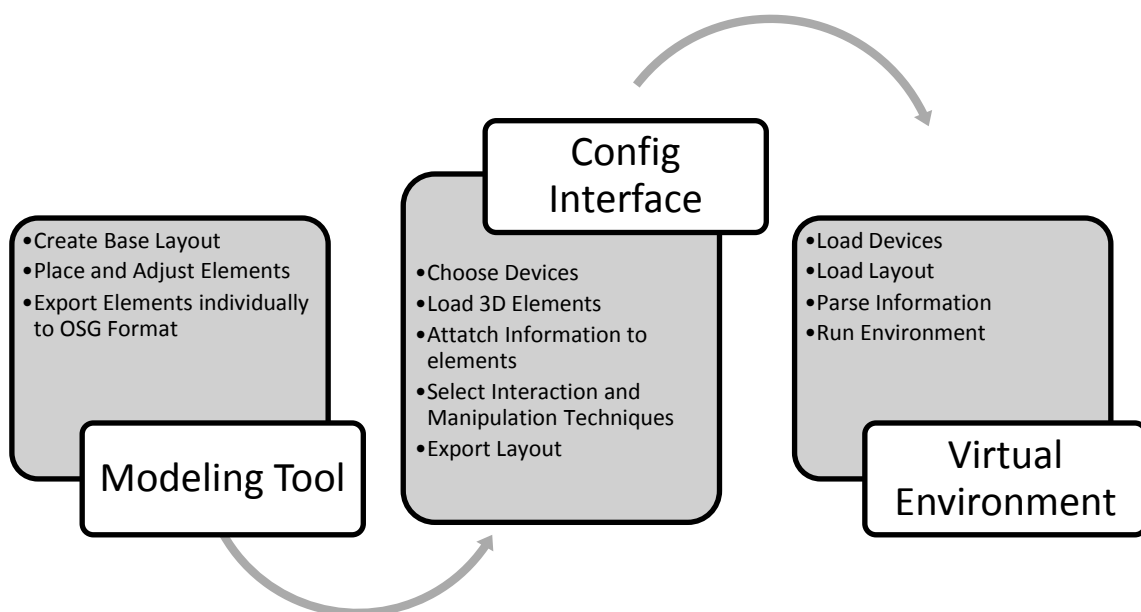 •Create Base Layout
•Place and Adjust Elements
•Export Elements individually
to OSG Format
Modeling Tool
Config
Interface
•Choose Devices
•Load 3D Elements
•Attatch Information to
elements
•Select Interaction and
Manipulation Techniques
•Export Layout
•Load Devices
•Load Layout
•Parse Information
•Run Environment
Virtual
Environment